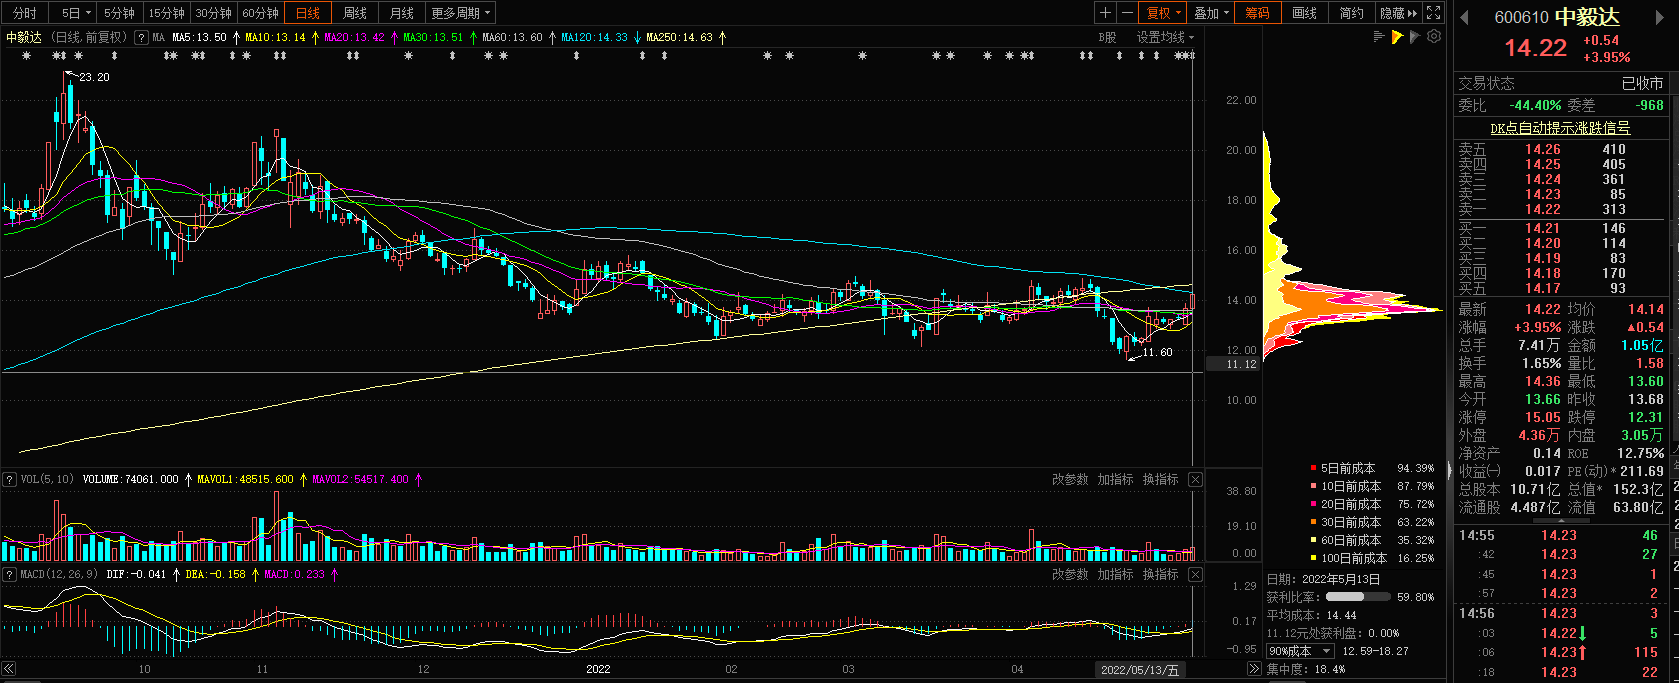 分时 5日 5分钟 15分钟 30分钟 60分钟 日线 周线 月线 更多周期 复权 叠加 筹码 画线 简约 隐藏
中毅达 (日线, 前复权) ? MA MA5:13.50 MA10:13.14 MA20:13.42 MA30:13.51 MA60:13.60 MA120:14.33 MA250:14.63 B股 设置均线
23.20
22.00
20.00
18.00
16.00
14.00
12.00
11.60
11.12
10.00
? VOL(5,10) VOLUME:74061.000 MAVOL1:48515.600 MAVOL2:54517.400 改参数 加指标 换指标
38.80
19.10
0.00
? MACD(12,26,9) DIF:-0.041 DEA:-0.158 MACD:0.233 改参数 加指标 换指标
1.29
0.17
-0.95
10 11 12 2022 02 03 04 2022/05/13/五
5日前成本 94.39%
10日前成本 87.79%
20日前成本 75.72%
30日前成本 63.22%
60日前成本 35.32%
100日前成本 16.25%
日期: 2022年5月13日
获利比率: 59.80%
平均成本: 14.44
11.12元处获利盘: 0.00%
90%成本 12.59-18.27
集中度: 18.4%
600610 中毅达
14.22 +0.54
+3.95%
交易状态 已收市
委比 -44.40% 委差 -968
DK点自动提示涨跌信号
卖五 14.26 410
卖四 14.25 405
卖三 14.24 361
卖二 14.23 85
卖一 14.22 313
买一 14.21 146
买二 14.20 114
买三 14.19 83
买四 14.18 170
买五 14.17 93
最新 14.22 均价 14.14
涨幅 +3.95% 涨跌 ▲0.54
总手 7.41万 金额 1.05亿
换手 1.65% 量比 1.58
最高 14.36 最低 13.60
今开 13.66 昨收 13.68
涨停 15.05 跌停 12.31
外盘 4.36万 内盘 3.05万
净资产 0.14 ROE 12.75%
收益㈠ 0.017 PE(动)* 211.69
总股本 10.71亿 总值* 152.3亿
流通股 4.487亿 流值 63.80亿
14:55 14.23 46
:42 14.23 27
:45 14.23 1
:57 14.23 2
14:56 14.23 3
:03 14.22 5
:06 14.23 115
:18 14.23 22